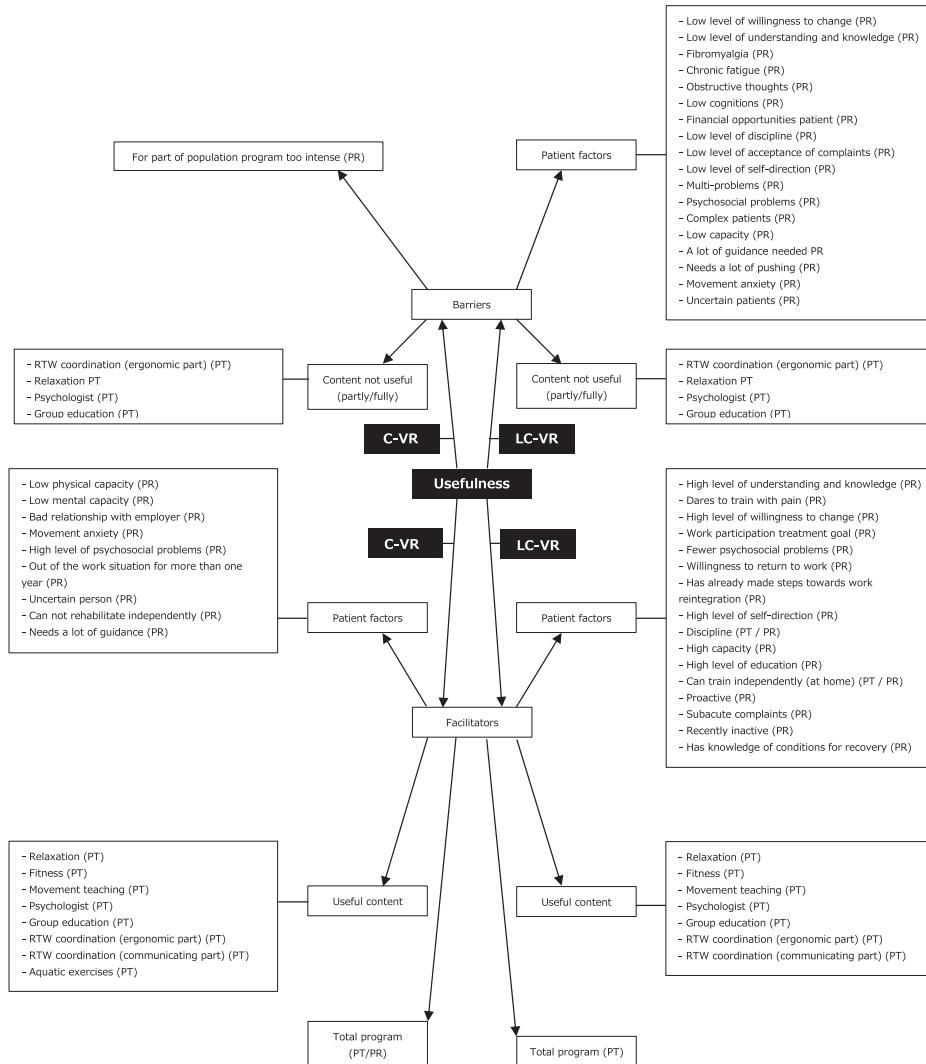 - Low level of willingness to change (PR)
- Low level of understanding and knowledge (PR)
- Fibromyalgia (PR)
- Chronic fatigue (PR)
- Obstructive thoughts (PR)
- Low cognitions (PR)
- Financial opportunities patient (PR)
- Low level of discipline (PR)
- Low level of acceptance of complaints (PR)
- Low level of self-direction (PR)
- Multi-problems (PR)
- Psychosocial problems (PR)
- Complex patients (PR)
- Low capacity (PR)
- A lot of guidance needed PR
- Needs a lot of pushing (PR)
- Movement anxiety (PR)
- Uncertain patients (PR)
For part of population program too intense (PR)
Patient factors
Barriers
- RTW coordination (ergonomic part) (PT)
- Relaxation PT
- Psychologist (PT)
- Group education (PT)
Content not useful
(partly/fully)
Content not useful
(partly/fully)
- RTW coordination (ergonomic part) (PT)
- Relaxation PT
- Psychologist (PT)
- Group education (PT)
C-VR
LC-VR
Usefulness
C-VR
LC-VR
- Low physical capacity (PR)
- Low mental capacity (PR)
- Bad relationship with employer (PR)
- Movement anxiety (PR)
- High level of psychosocial problems (PR)
- Out of the work situation for more than one
year (PR)
- Uncertain person (PR)
- Can not rehabilitate independently (PR)
- Needs a lot of guidance (PR)
Patient factors
Patient factors
- High level of understanding and knowledge (PR)
- Dares to train with pain (PR)
- High level of willingness to change (PR)
- Work participation treatment goal (PR)
- Fewer psychosocial problems (PR)
- Willingness to return to work (PR)
- Has already made steps towards work
reintegration (PR)
- High level of self-direction (PR)
- Discipline (PT / PR)
- High capacity (PR)
- High level of education (PR)
- Can train independently (at home) (PT / PR)
- Proactive (PR)
- Subacute complaints (PR)
- Recently inactive (PR)
- Has knowledge of conditions for recovery (PR)
Facilitators
- Relaxation (PT)
- Fitness (PT)
- Movement teaching (PT)
- Psychologist (PT)
- Group education (PT)
- RTW coordination (ergonomic part) (PT)
- RTW coordination (communicating part) (PT)
- Aquatic exercises (PT)
Useful content
Useful content
- Relaxation (PT)
- Fitness (PT)
- Movement teaching (PT)
- Psychologist (PT)
- Group education (PT)
- RTW coordination (ergonomic part) (PT)
- RTW coordination (communicating part) (PT)
Total program
(PT/PR)
Total program (PT)